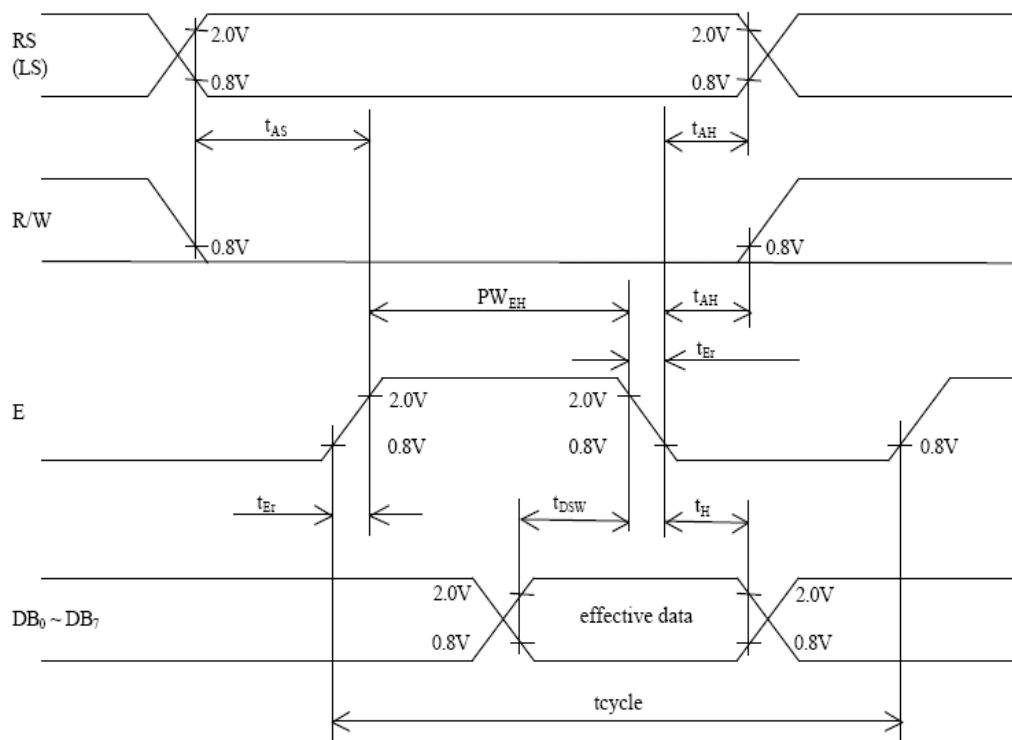 RS
(LS)
2.0V
2.0V
0.8V
0.8V
tAS
tAH
R/W
0.8V
0.8V
PWEH
tAH
tEr
E
2.0V
2.0V
0.8V
0.8V
0.8V
tEr
tDSW
tH
DB0 ~ DB7
2.0V
effective data
2.0V
0.8V
0.8V
tcycle